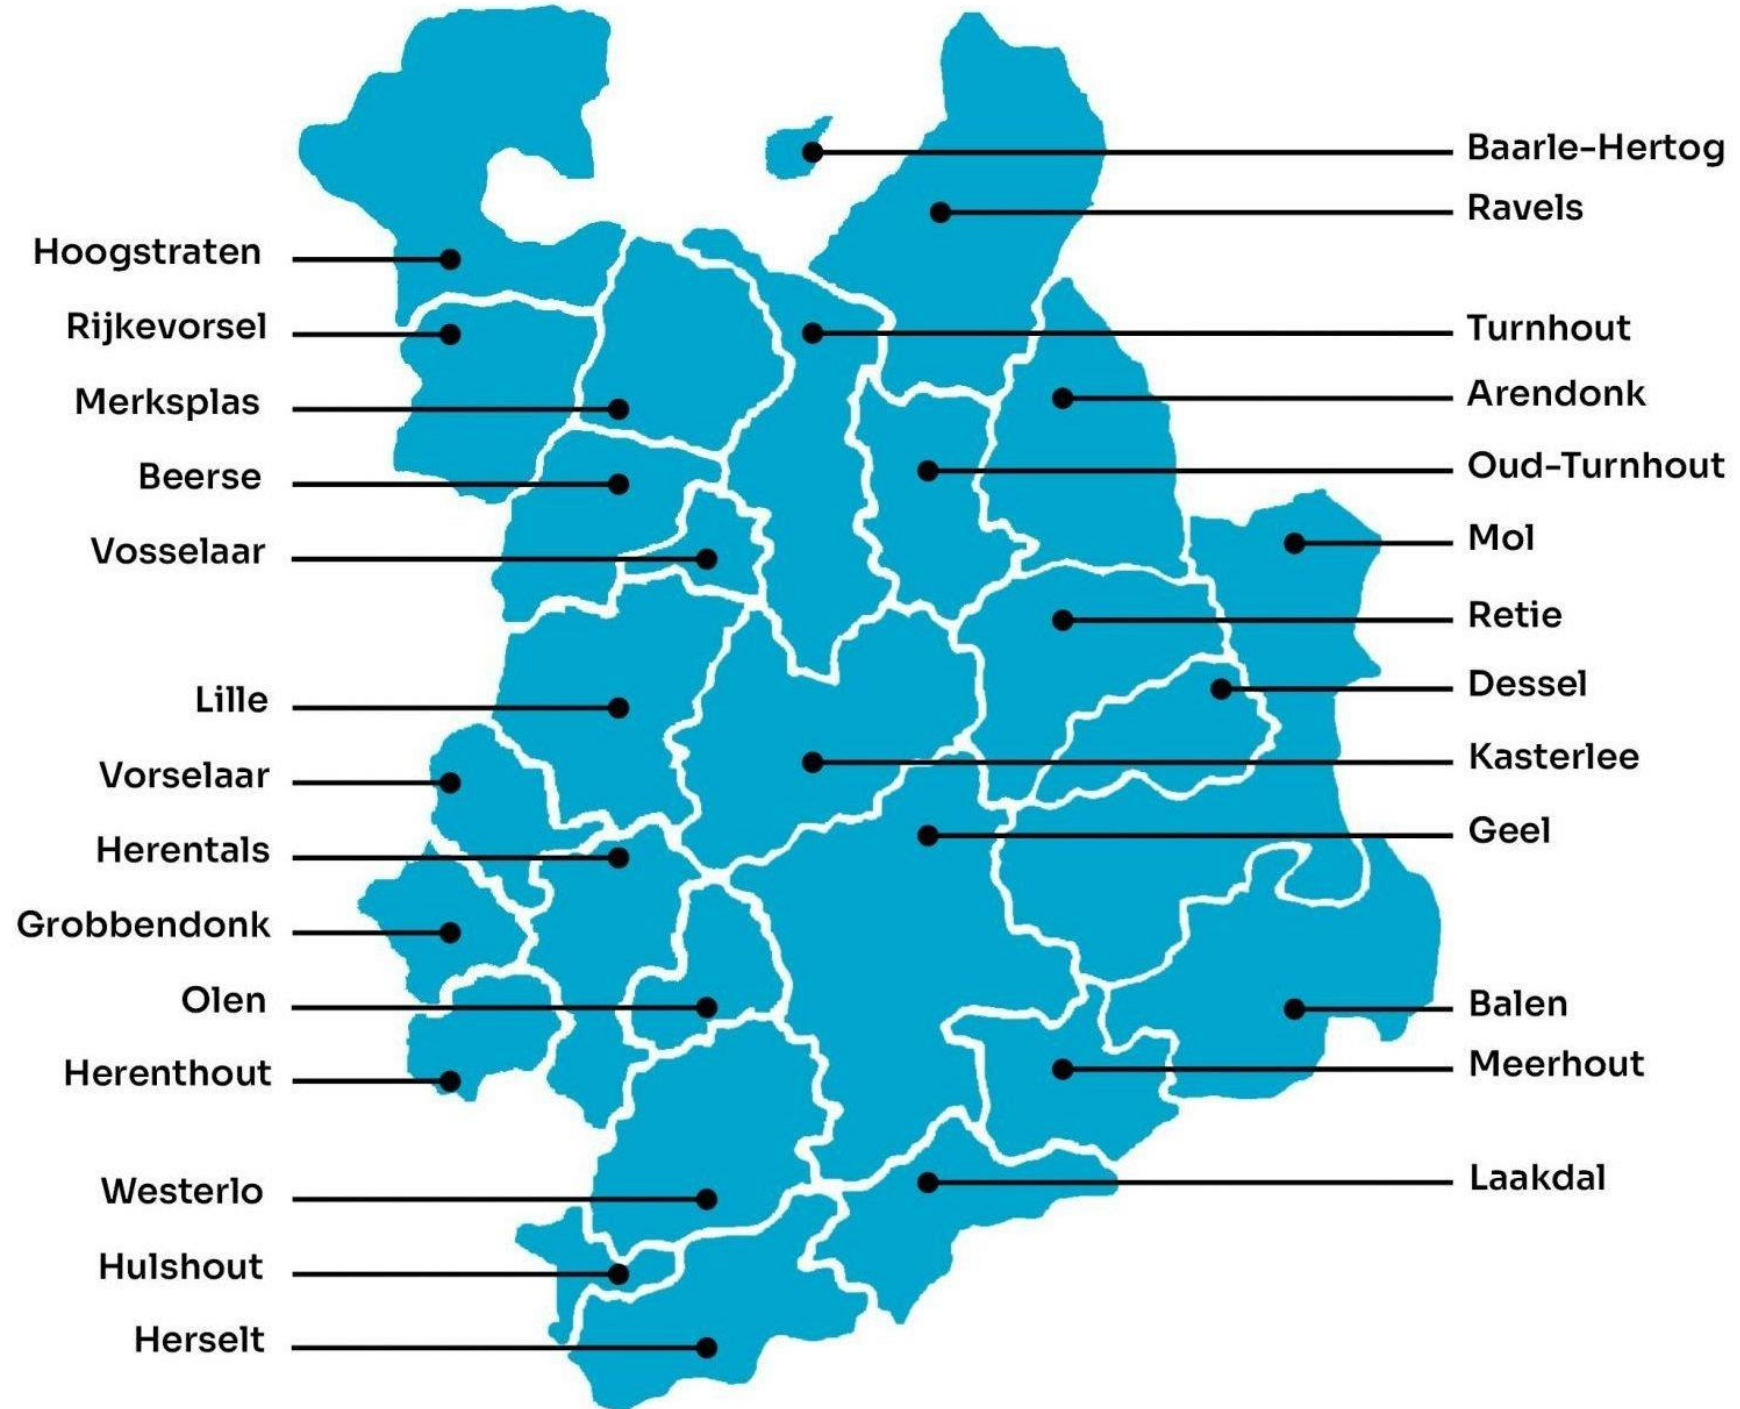 Hoogstraten
Rijkevorsel
Merksplas
Beerse
Vosselaar
Lille
Vorselaar
Herentals
Grobbendonk
Olen
Herenthout
Westerlo
Hulshout
Herselt
Baarle-Hertog
Ravels
Turnhout
Arendonk
Oud-Turnhout
Mol
Retie
Dessel
Kasterlee
Geel
Balen
Meerhout
Laakdal